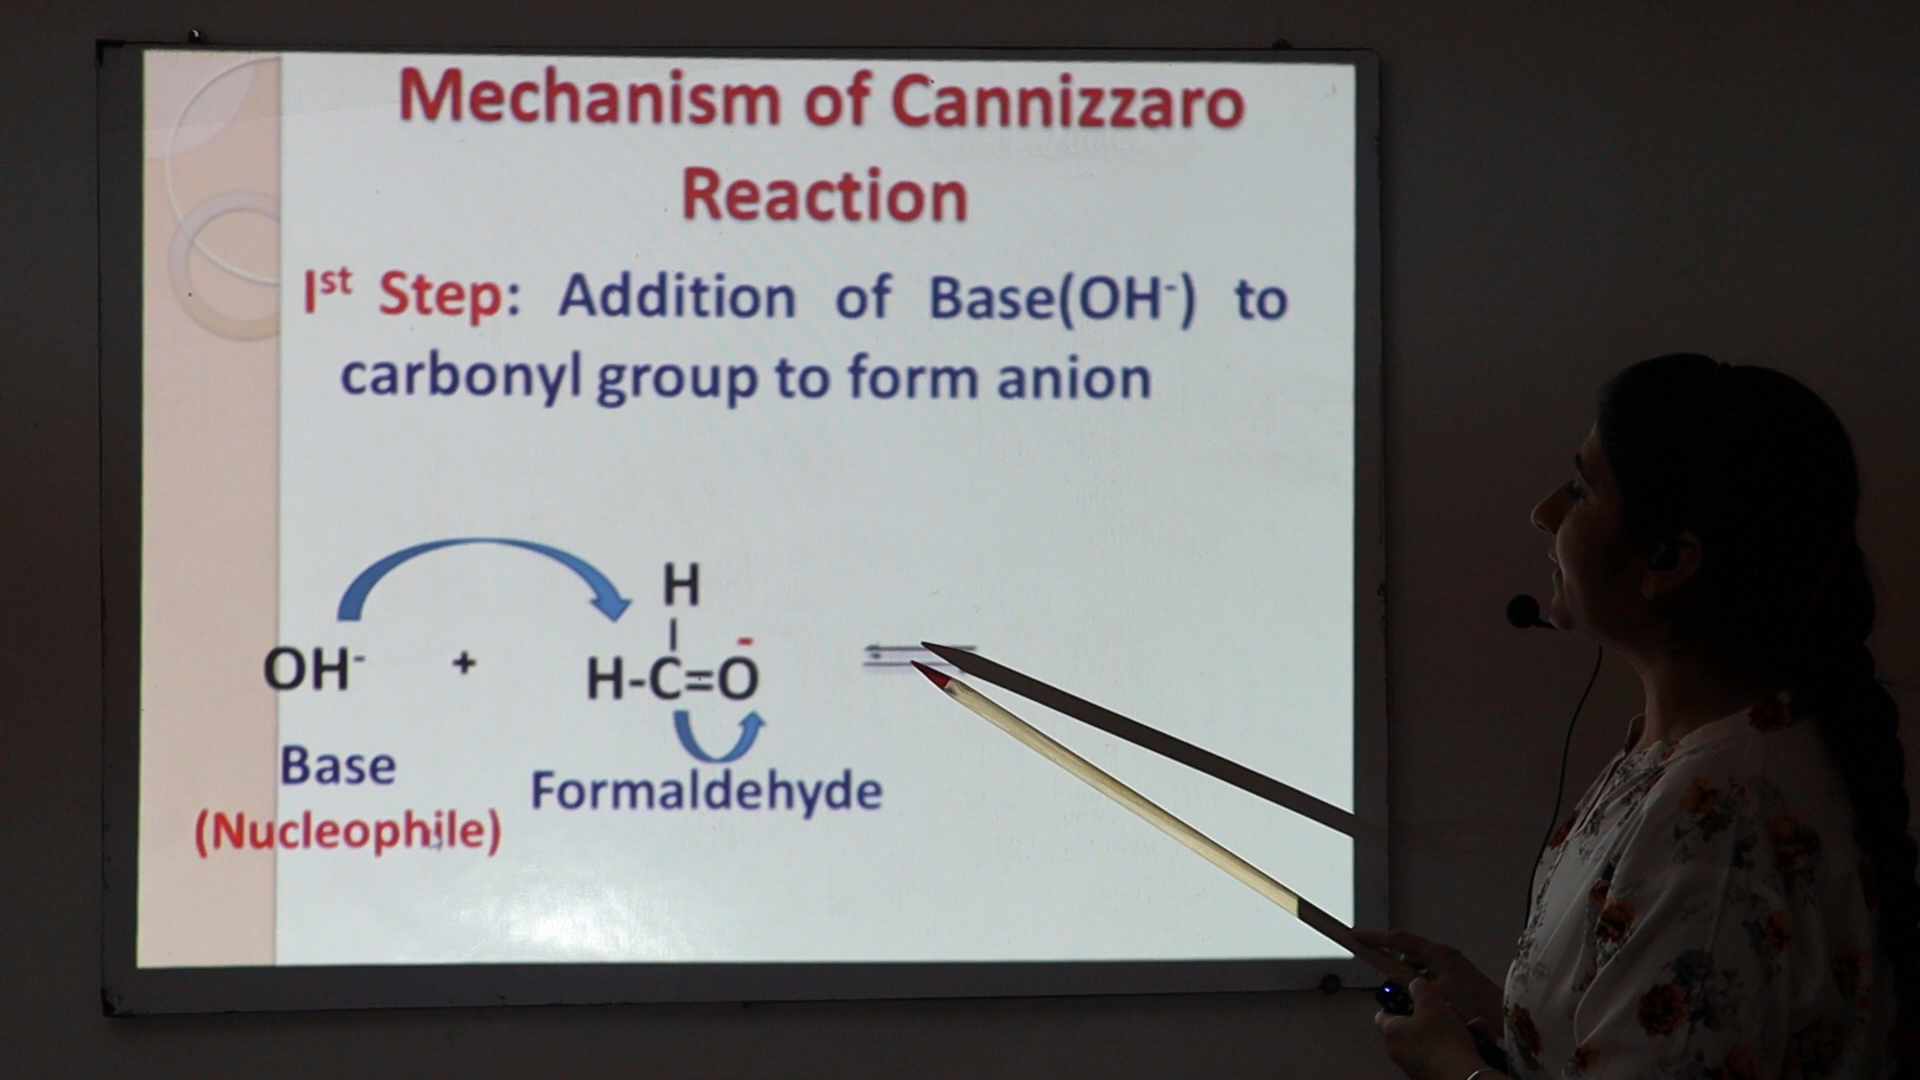 Mechanism of Cannizzaro
Reaction
Iˢᵗ Step: Addition of Base(OH⁻) to
carbonyl group to form anion
H
|
OH⁻ + H-C=O⁻ ⇌
Base
Formaldehyde
(Nucleophile)